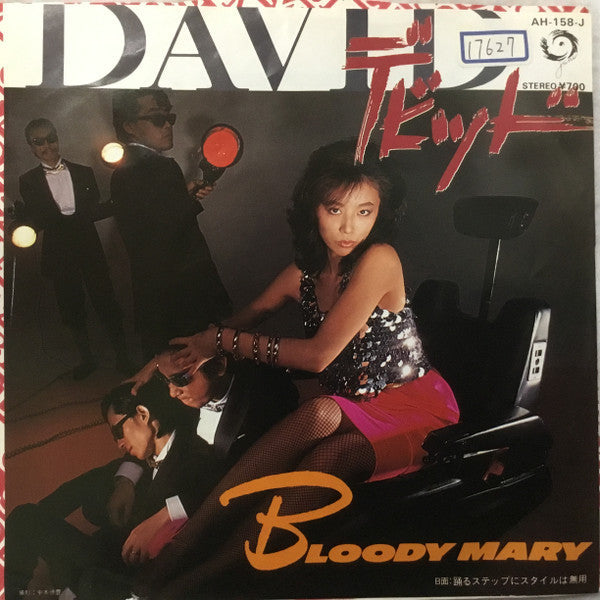 DAVID
AH-158-J
17627
STEREO ¥700
デビッド
BLOODY MARY
B面:踊るステップにスタイルは無用